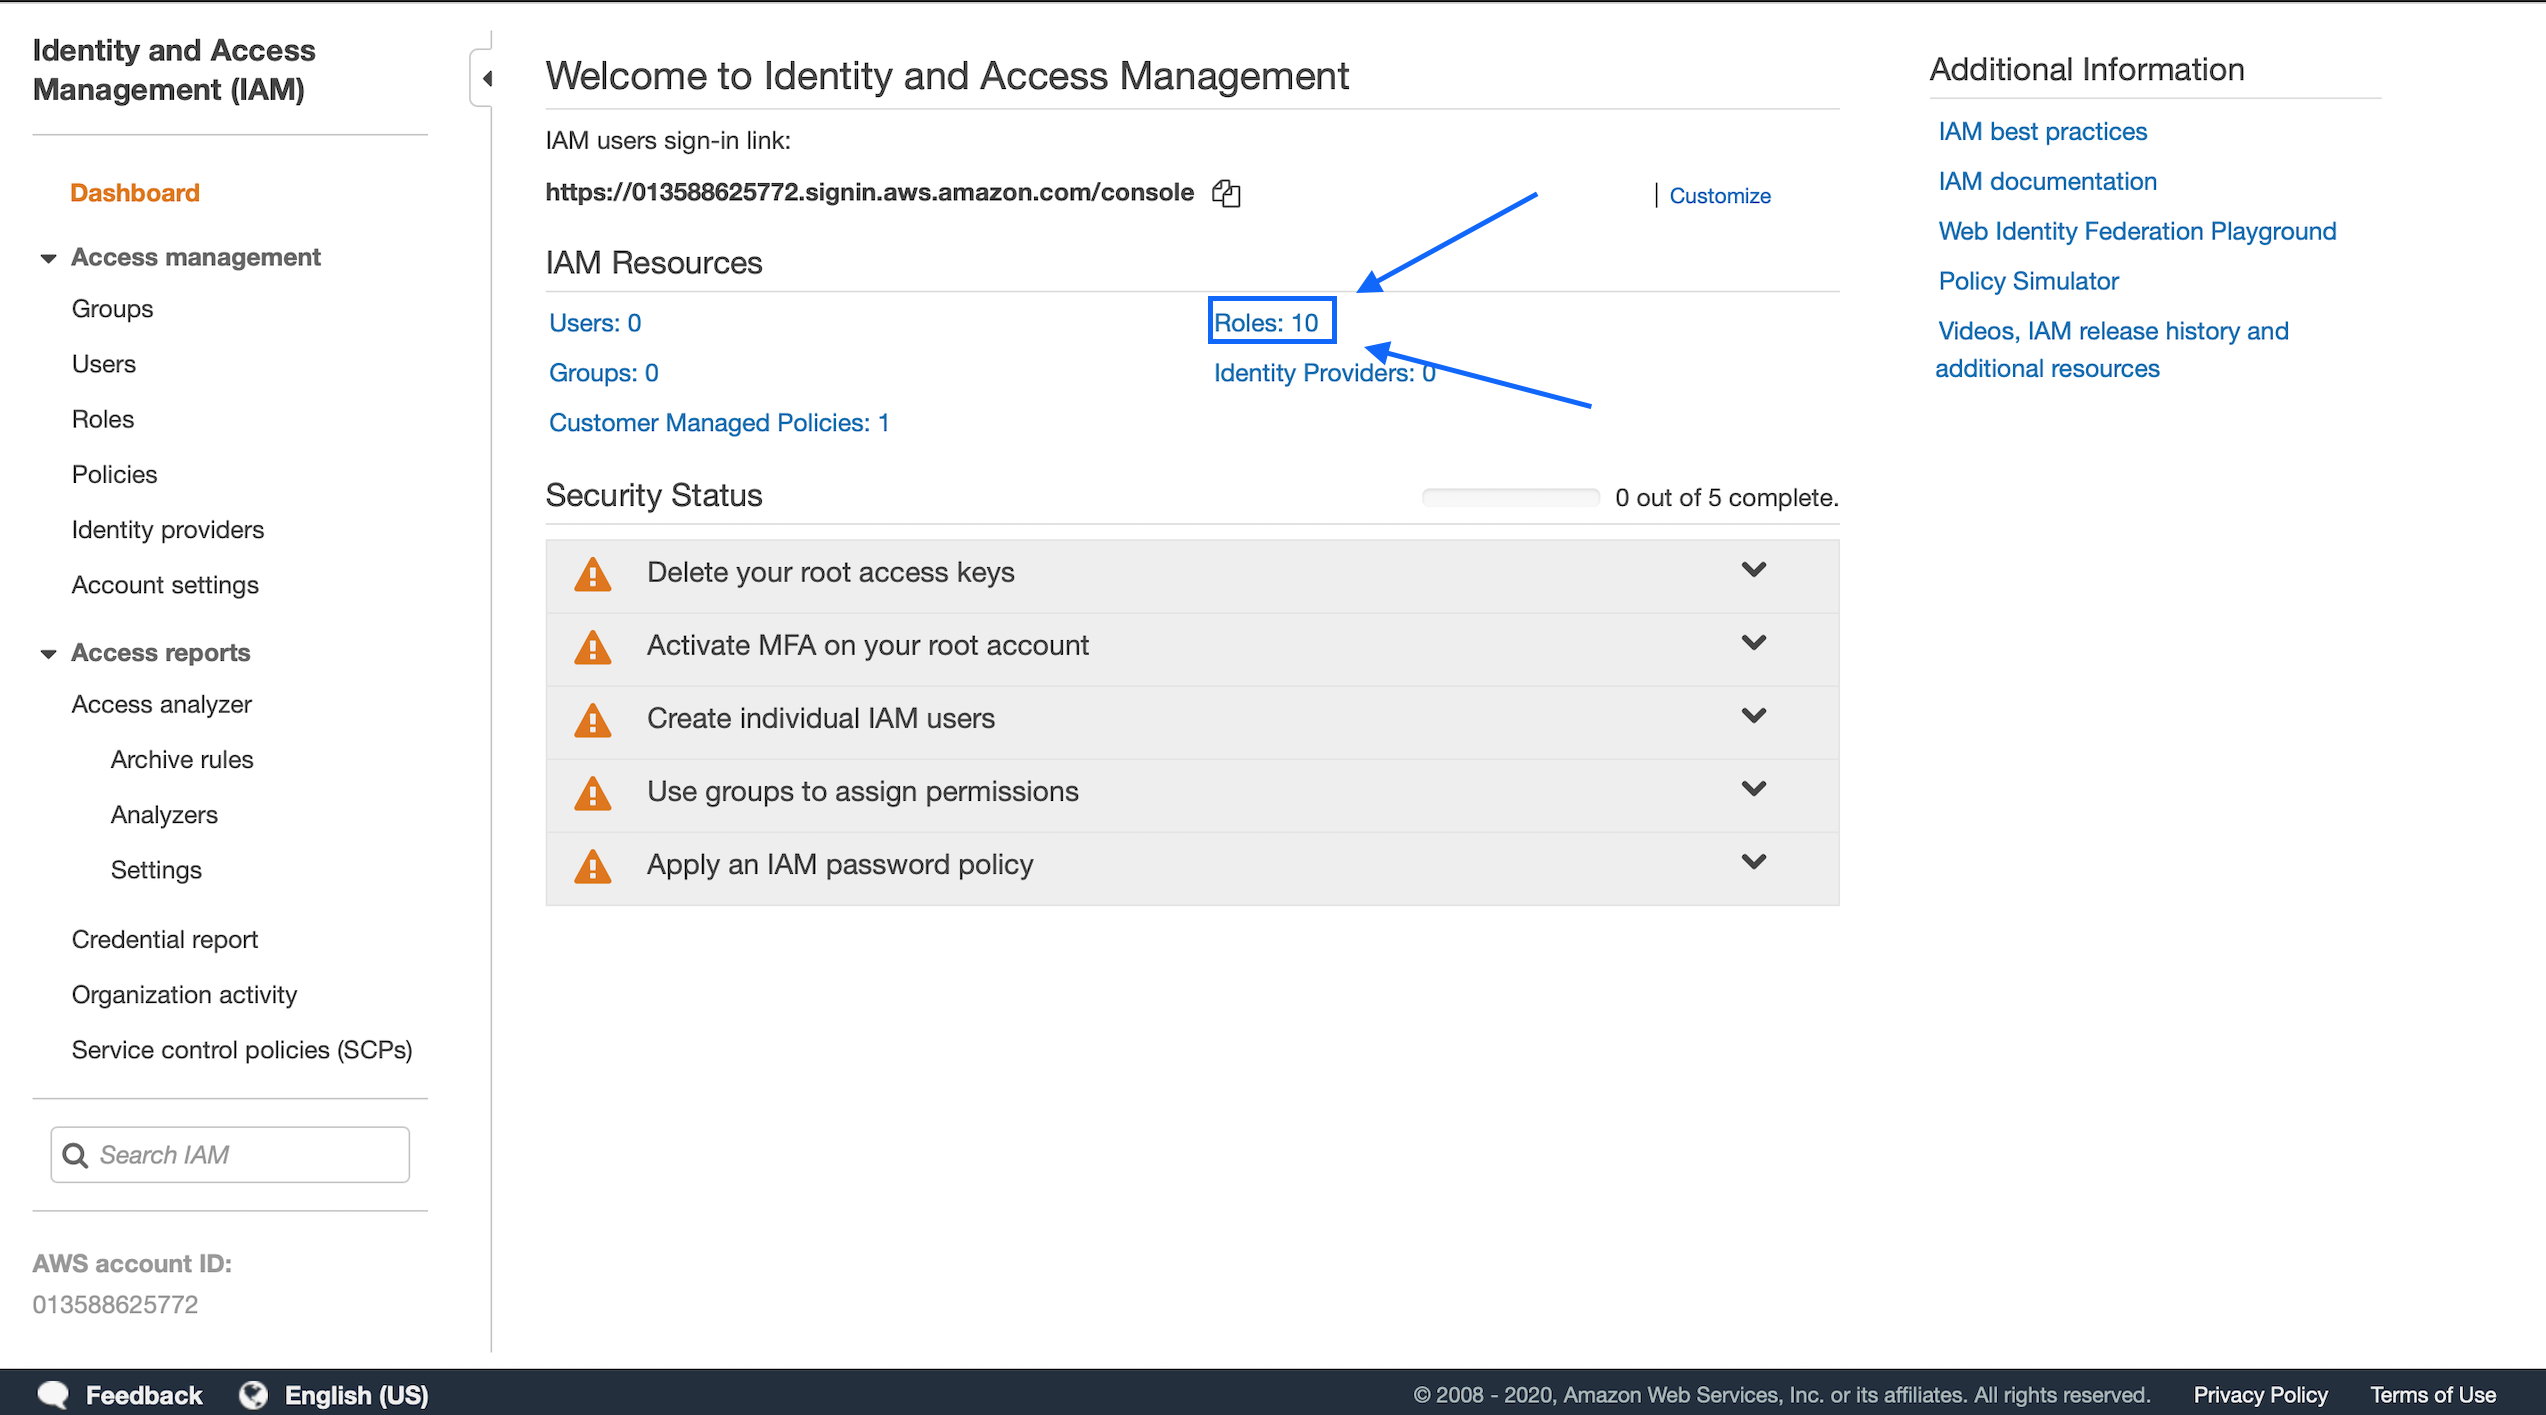 Identity and Access
Management (IAM)
Dashboard
Access management
Groups
Users
Roles
Policies
Identity providers
Account settings
Access reports
Access analyzer
Archive rules
Analyzers
Settings
Credential report
Organization activity
Service control policies (SCPs)
Search IAM
AWS account ID:
013588625772
Welcome to Identity and Access Management
IAM users sign-in link:
https://013588625772.signin.aws.amazon.com/console
| Customize
IAM Resources
Users: 0
Roles: 10
Groups: 0
Identity Providers: 0
Customer Managed Policies: 1
Security Status
0 out of 5 complete.
Delete your root access keys
Activate MFA on your root account
Create individual IAM users
Use groups to assign permissions
Apply an IAM password policy
Additional Information
IAM best practices
IAM documentation
Web Identity Federation Playground
Policy Simulator
Videos, IAM release history and
additional resources
Feedback
English (US)
© 2008 - 2020, Amazon Web Services, Inc. or its affiliates. All rights reserved.
Privacy Policy
Terms of Use